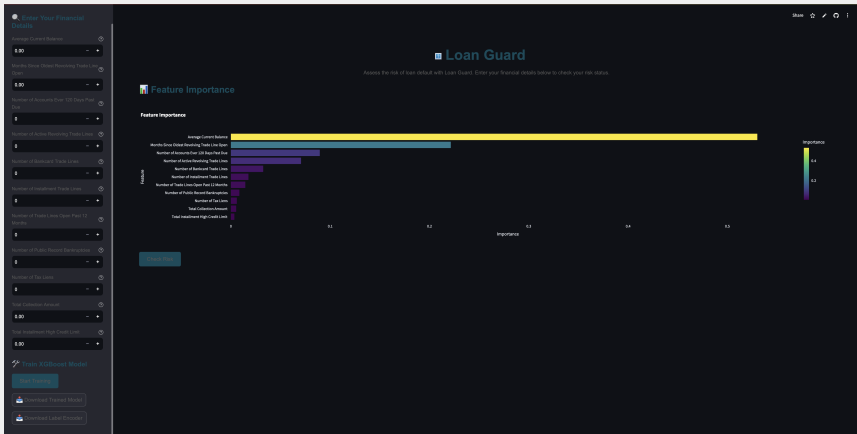 Share
Enter Your Financial
Details
Average Current Balance
0.00
Months Since Oldest Revolving Trade Line
Open
0.00
Number of Accounts Ever 120 Days Past
Due
0
Number of Active Revolving Trade Lines
0
Number of Bankcard Trade Lines
0
Number of Installment Trade Lines
0
Number of Trade Lines Open Past 12
Months
0
Number of Public Record Bankruptcies
0
Number of Tax Liens
0
Total Collection Amount
0.00
Total Installment High Credit Limit
0.00
Train XGBoost Model
Start Training
Download Trained Model
Download Label Encoder
Loan Guard
Assess the risk of loan default with Loan Guard. Enter your financial details below to check your risk status.
Feature Importance
Feature Importance
Feature
Average Current Balance
Months Since Oldest Revolving Trade Line Open
Number of Accounts Ever 120 Days Past Due
Number of Active Revolving Trade Lines
Number of Bankcard Trade Lines
Number of Installment Trade Lines
Number of Trade Lines Open Past 12 Months
Number of Public Record Bankruptcies
Number of Tax Liens
Total Collection Amount
Total Installment High Credit Limit
0
0.1
0.2
0.3
0.4
0.5
Importance
Importance
0.4
0.2